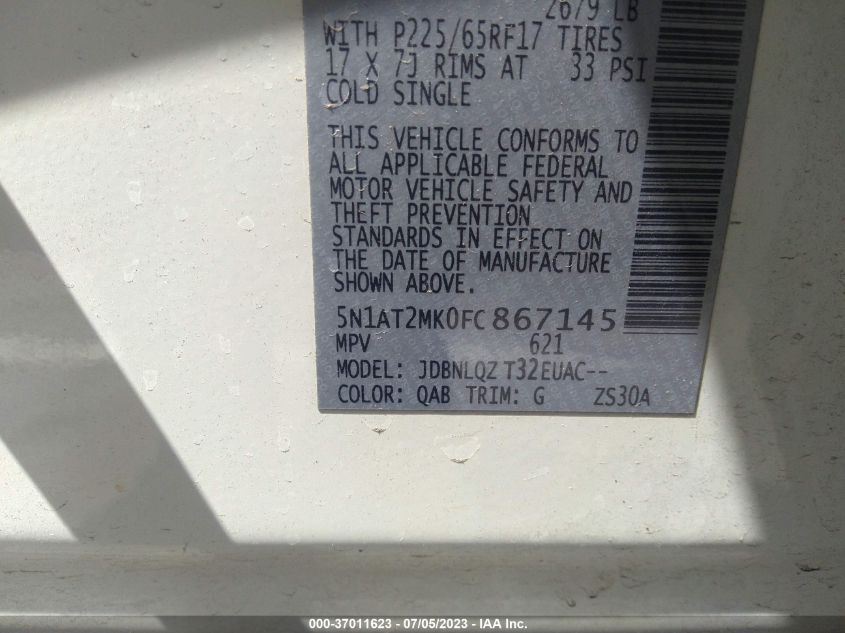 2679 LB
WITH P225/65RF17 TIRES
17 X 7J RIMS AT 33 PSI
COLD SINGLE
THIS VEHICLE CONFORMS TO
ALL APPLICABLE FEDERAL
MOTOR VEHICLE SAFETY AND
THEFT PREVENTION
STANDARDS IN EFFECT ON
THE DATE OF MANUFACTURE
SHOWN ABOVE.
5N1AT2MK0FC867145
MPV 621
MODEL: JDBNLQZ T32EUAC--
COLOR: QAB TRIM: G ZS30A
000-37011623 - 07/05/2023 - IAA Inc.